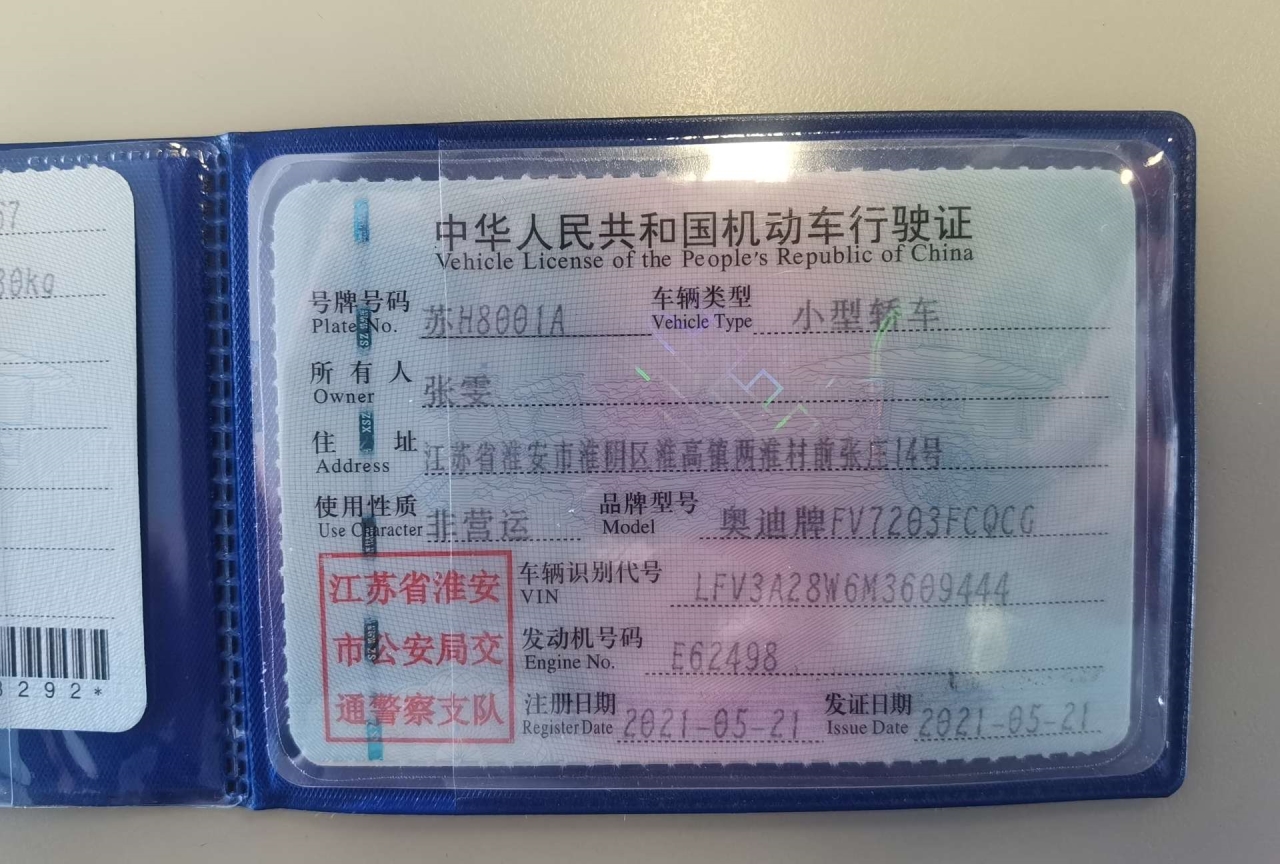 67
80kg
8292*
中华人民共和国机动车行驶证
Vehicle License of the People's Republic of China
号牌号码 苏H8001A 车辆类型 小型轿车
Plate No. Vehicle Type
所有人 张雯
Owner
住址 江苏省淮安市淮阴区淮高镇两淮村前张庄14号
Address
使用性质 非营运 品牌型号 奥迪牌FV7203FCQCG
Use Character Model
江苏省淮安
市公安局交
通警察支队
车辆识别代号 LFV3A28W6M3609444
VIN
发动机号码 E62498
Engine No.
注册日期 2021-05-21 发证日期 2021-05-21
Register Date Issue Date